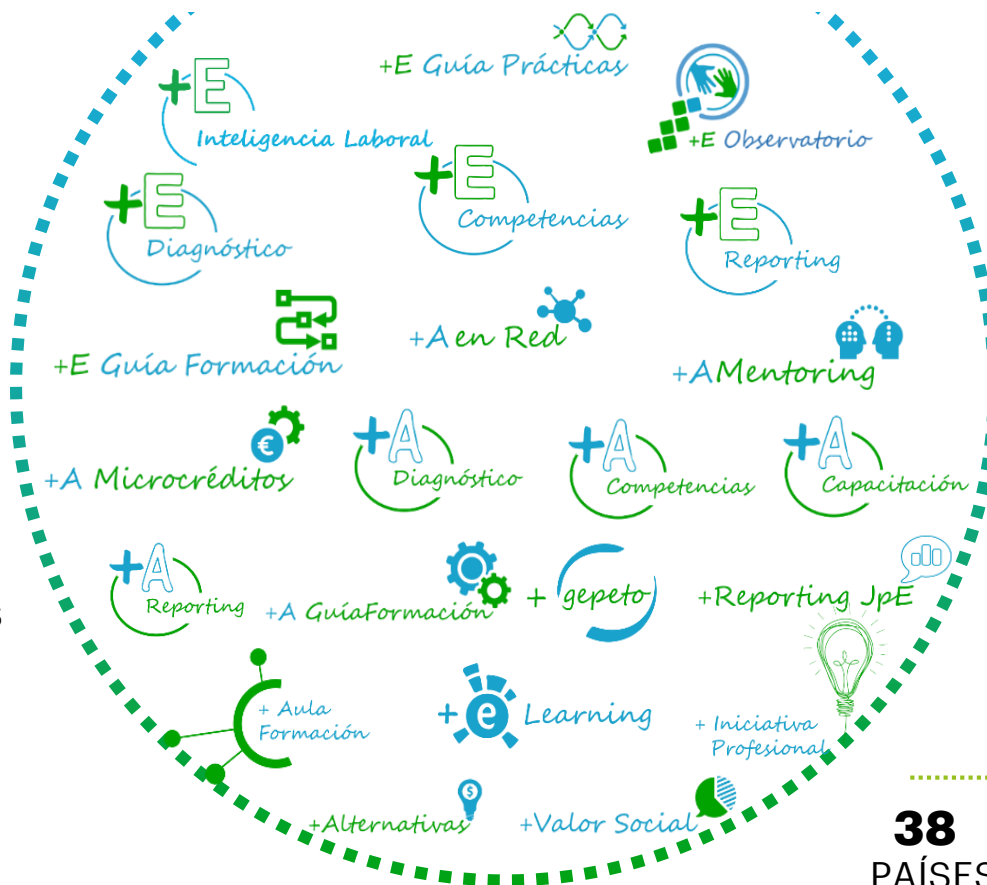 +E Guía Prácticas
+E
Inteligencia Laboral
+E Observatorio
+E
Diagnóstico
+E
Competencias
+E
Reporting
+E Guía Formación
+A en Red
+A Mentoring
+A Microcréditos
+A
Diagnóstico
+A
Competencias
+A
Capacitación
+A
Reporting
+A GuíaFormación
+ gepeto
+Reporting JpE
+ Aula
Formación
+ e Learning
+ Iniciativa
Profesional
+Alternativas
+Valor Social
38
PAÍSES